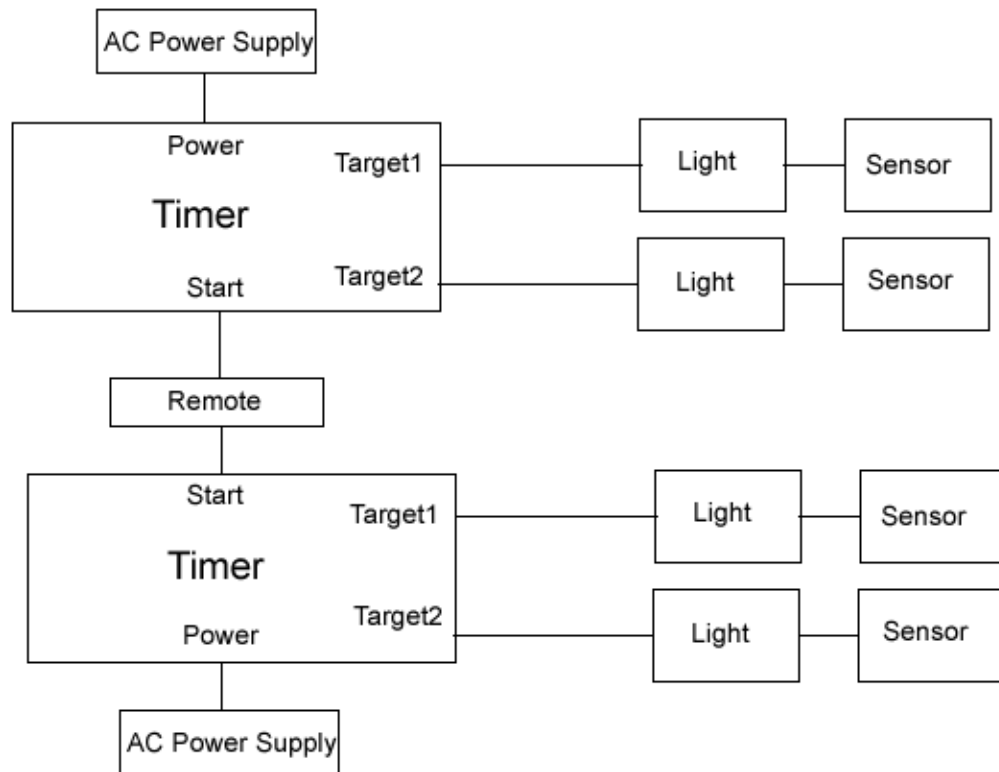 AC Power Supply
Power
Target1
Light
Sensor
Timer
Target2
Light
Sensor
Start
Remote
Start
Target1
Light
Sensor
Timer
Target2
Light
Sensor
Power
AC Power Supply